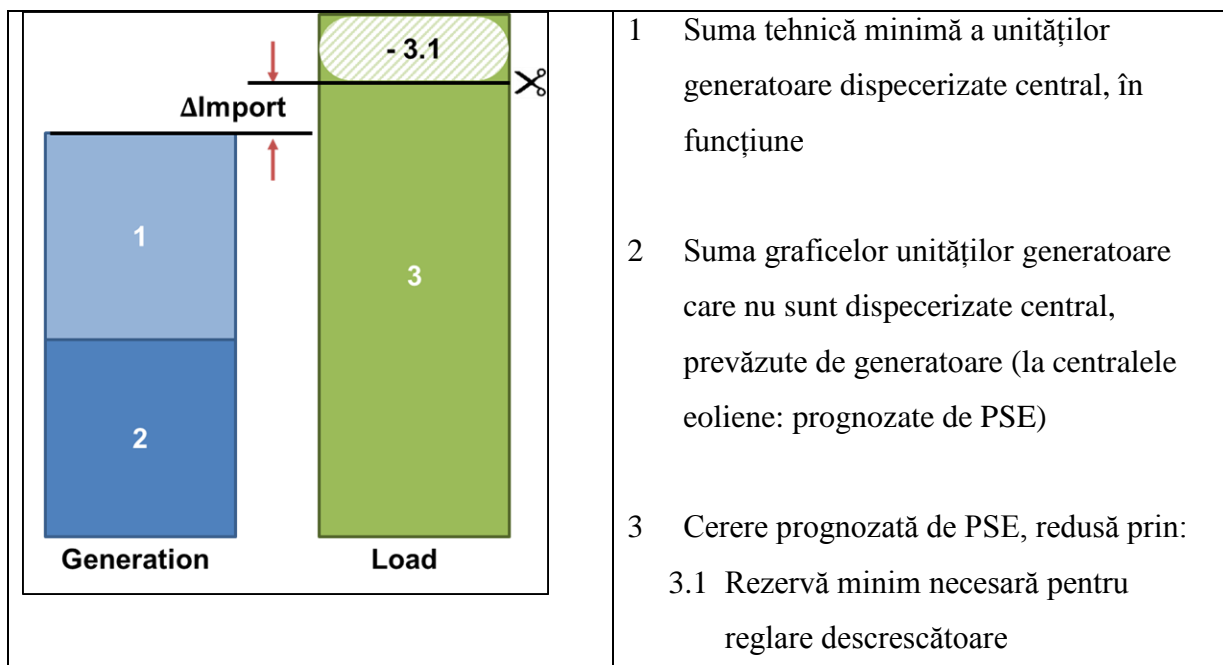 - 3.1
ΔImport
1
3
2
Generation
Load
1 Suma tehnică minimă a unităților
generatoare dispecerizate central, în
funcțiune
2 Suma graficelor unităților generatoare
care nu sunt dispecerizate central,
prevăzute de generatoare (la centralele
eoliene: prognozate de PSE)
3 Cerere prognozată de PSE, redusă prin:
3.1 Rezervă minim necesară pentru
reglare descrescătoare